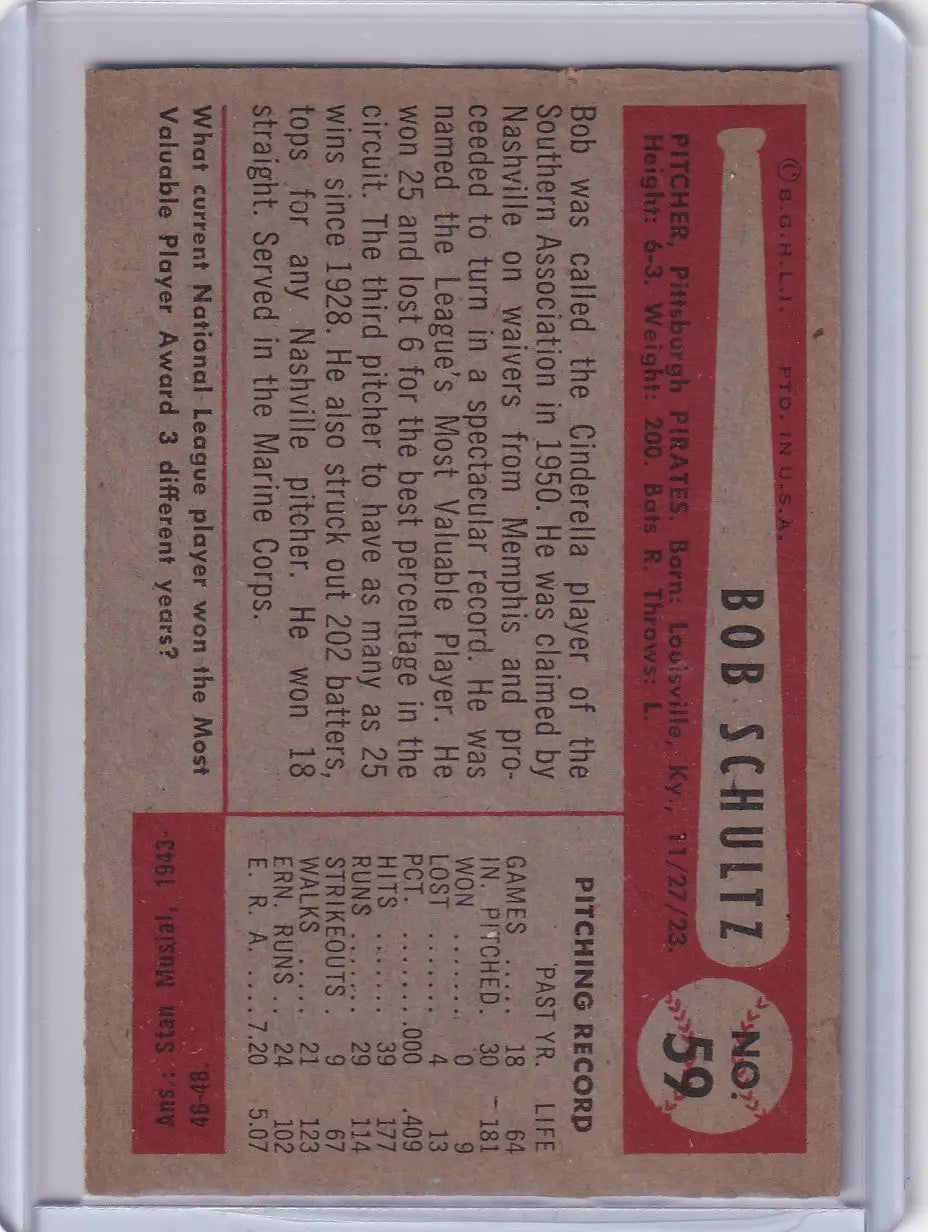 © B.G.H.L.I. PTD. IN U.S.A.
BOB SCHULTZ
NO.
59
PITCHER, Pittsburgh PIRATES. Born: Louisville, Ky., 11/27/23.
Height: 6-3. Weight: 200. Bats R. Throws: L.
Bob was called the Cinderella player of the
Southern Association in 1950. He was claimed by
Nashville on waivers from Memphis and pro-
ceeded to turn in a spectacular record. He was
named the League's Most Valuable Player. He
won 25 and lost 6 for the best percentage in the
circuit. The third pitcher to have as many as 25
wins since 1928. He also struck out 202 batters,
tops for any Nashville pitcher. He won 18
straight. Served in the Marine Corps.
PITCHING RECORD
PAST YR. LIFE
GAMES ..... 18 64
IN. PITCHED. 30 181
WON ....... 0 9
LOST ....... 4 13
PCT. ....... .000 .409
HITS ....... 39 177
RUNS ....... 29 114
STRIKEOUTS . 9 67
WALKS ..... 21 123
ERN. RUNS .. 24 102
E. R. A. .... 7.20 5.07
What current National League player won the Most
Valuable Player Award 3 different years?
Ans.: Stan Musial, 1943-
46-48.